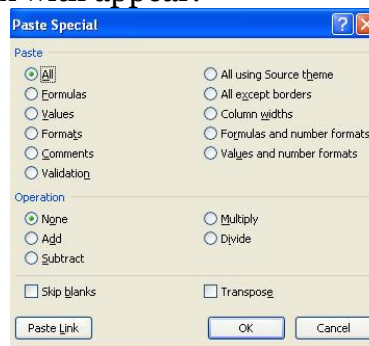 Paste Special
Paste
All
All using Source theme
Formulas
All except borders
Values
Column widths
Formats
Formulas and number formats
Comments
Values and number formats
Validation
Operation
None
Multiply
Add
Divide
Subtract
Skip blanks
Transpose
Paste Link
OK
Cancel